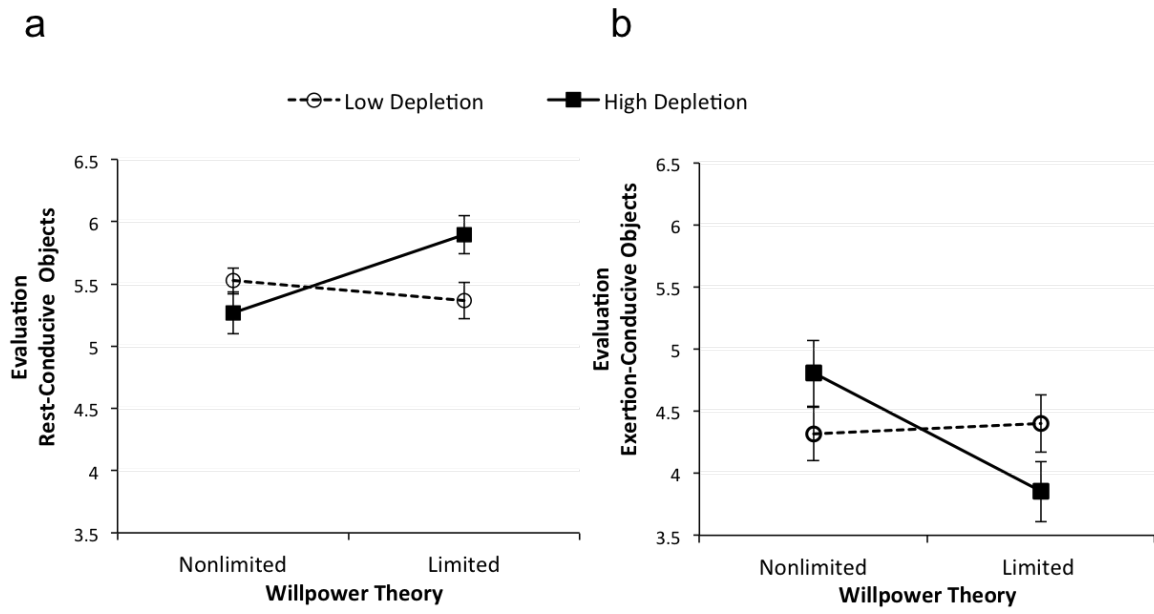 a
b
Low Depletion
High Depletion
Evaluation
Rest-Conducive Objects
6.5
6
5.5
5
4.5
4
3.5
Nonlimited
Limited
Willpower Theory
Evaluation
Exertion-Conducive Objects
6.5
6
5.5
5
4.5
4
3.5
Nonlimited
Limited
Willpower Theory